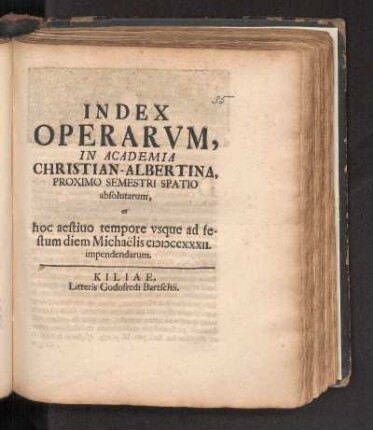 55
INDEX
OPERARVM,
IN ACADEMIA
CHRISTIAN-ALBERTINA,
PROXIMO SEMESTRI SPATIO
absolutarum,
et
hoc aestiuo tempore vsque ad fe-
stum diem Michaëlis CIƆIƆCCXXXII.
impendendarum.
KILIAE,
Litteris Godofredi Bartschii.